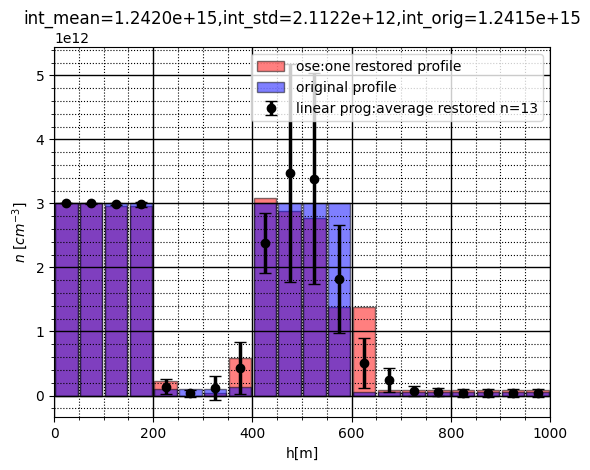 int_mean=1.2420e+15,int_std=2.1122e+12,int_orig=1.2415e+15
1e12
ose:one restored profile
original profile
linear prog:average restored n=13
5
4
3
2
1
0
n [cm⁻³]
0 200 400 600 800 1000
h[m]